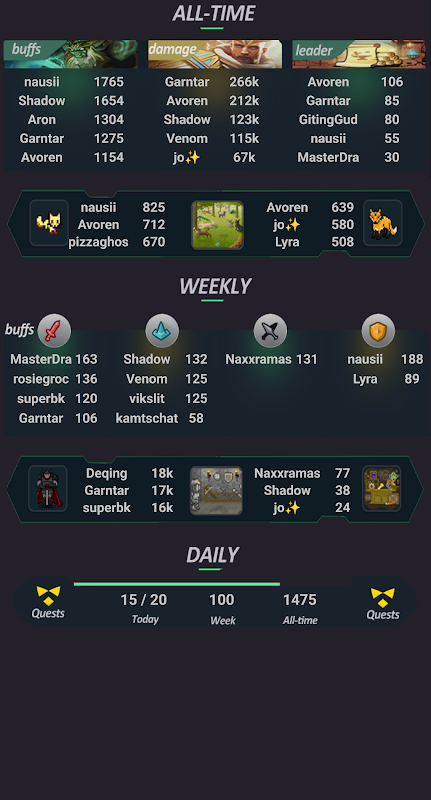 ALL-TIME
buffs damage leader
nausii 1765 Garntar 266k Avoren 106
Shadow 1654 Avoren 212k Garntar 85
Aron 1304 Shadow 123k GitingGud 80
Garntar 1275 Venom 115k nausii 55
Avoren 1154 jo✨ 67k MasterDra 30
nausii 825 Avoren 639
Avoren 712 jo✨ 580
pizzaghos 670 Lyra 508
WEEKLY
buffs
MasterDra 163 Shadow 132 Naxxramas 131 nausii 188
rosiegroc 136 Venom 125 Lyra 89
superbk 120 vikslit 125
Garntar 106 kamtschat 58
Deqing 18k Naxxramas 77
Garntar 17k Shadow 38
superbk 16k jo✨ 24
DAILY
15 / 20 100 1475
Quests Today Week All-time Quests